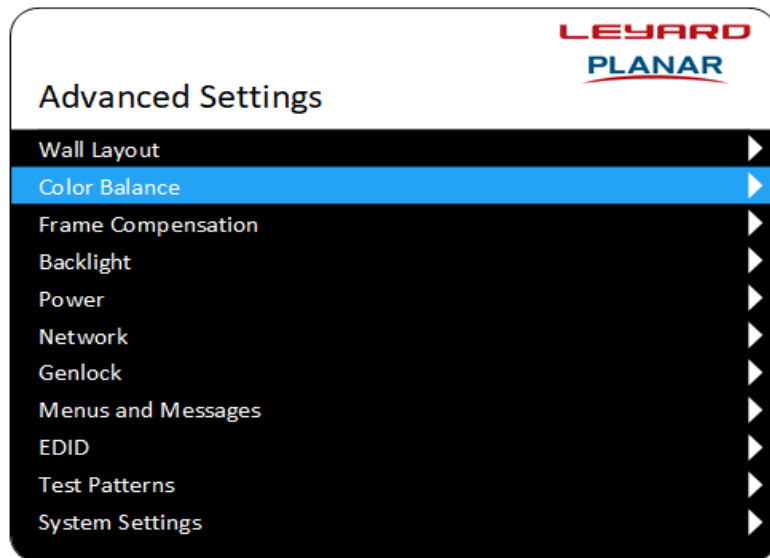 LEYARD
PLANAR
Advanced Settings
Wall Layout
Color Balance
Frame Compensation
Backlight
Power
Network
Genlock
Menus and Messages
EDID
Test Patterns
System Settings